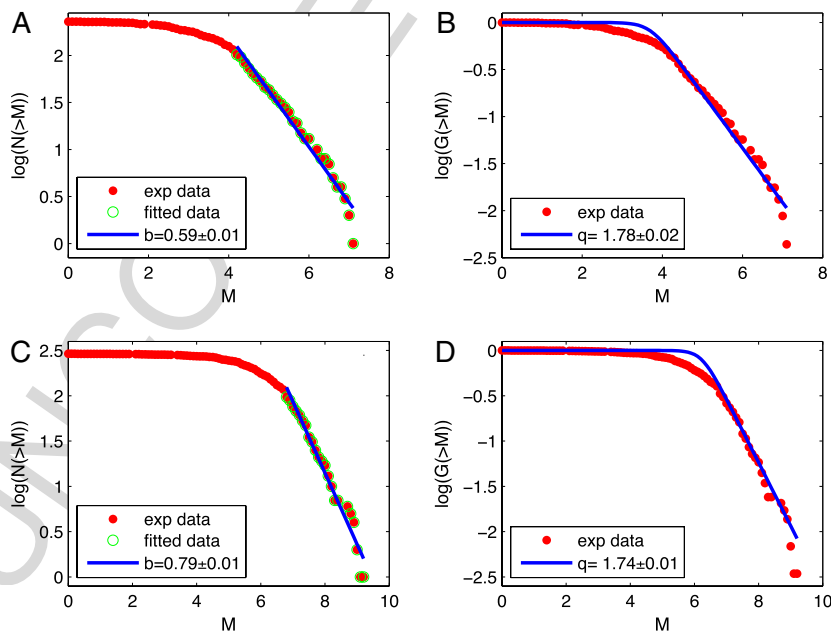 A
log(N(>M))
2
1.5
1
0.5
0
exp data
fitted data
b=0.59±0.01
0
2
4
6
8
M
B
log(G(>M))
0
−0.5
−1
−1.5
−2
−2.5
exp data
q= 1.78±0.02
0
2
4
6
8
M
C
log(N(>M))
2.5
2
1.5
1
0.5
0
exp data
fitted data
b=0.79±0.01
0
2
4
6
8
10
M
D
log(G(>M))
0
−0.5
−1
−1.5
−2
−2.5
exp data
q= 1.74±0.01
0
2
4
6
8
10
M